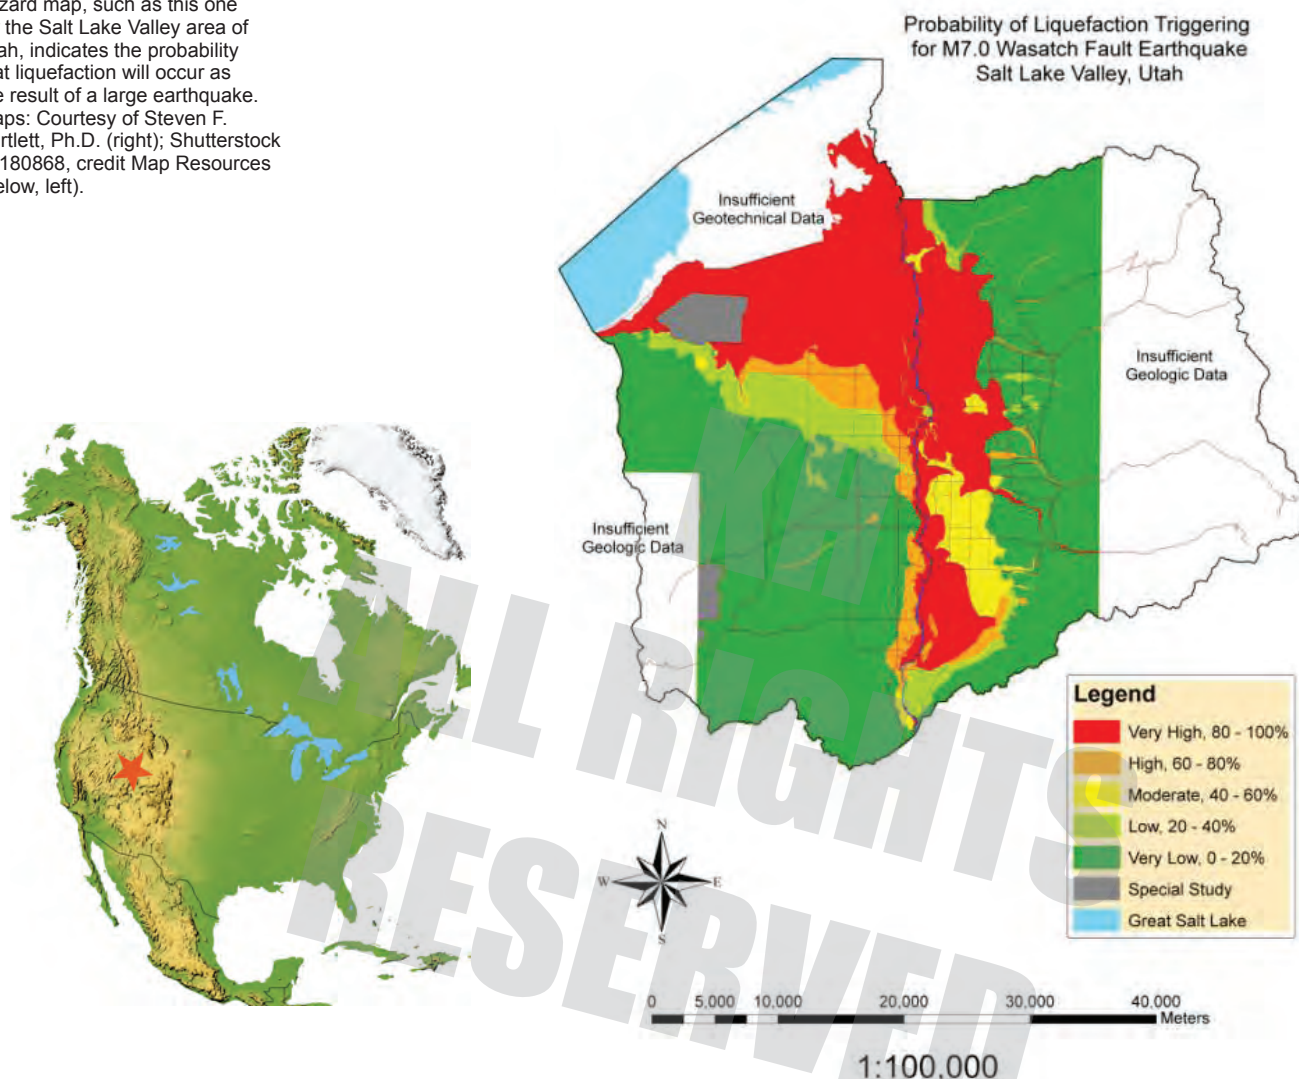 zard map, such as this one
the Salt Lake Valley area of
ah, indicates the probability
at liquefaction will occur as
e result of a large earthquake.
aps: Courtesy of Steven F.
rtlett, Ph.D. (right); Shutterstock
180868, credit Map Resources
elow, left).
Probability of Liquefaction Triggering
for M7.0 Wasatch Fault Earthquake
Salt Lake Valley, Utah
Insufficient
Geotechnical Data
Insufficient
Geologic Data
Insufficient
Geologic Data
Legend
Very High, 80 - 100%
High, 60 - 80%
Moderate, 40 - 60%
Low, 20 - 40%
Very Low, 0 - 20%
Special Study
Great Salt Lake
N
W E
S
0 5,000 10,000 20,000 30,000 40,000
Meters
1:100,000
ALL RIGHTS
RESERVED